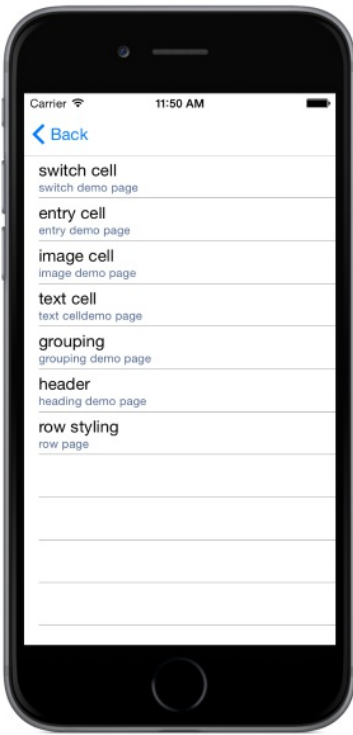 Carrier
11:50 AM
Back
switch cell
switch demo page
entry cell
entry demo page
image cell
image demo page
text cell
text celldemo page
grouping
grouping demo page
header
heading demo page
row styling
row page